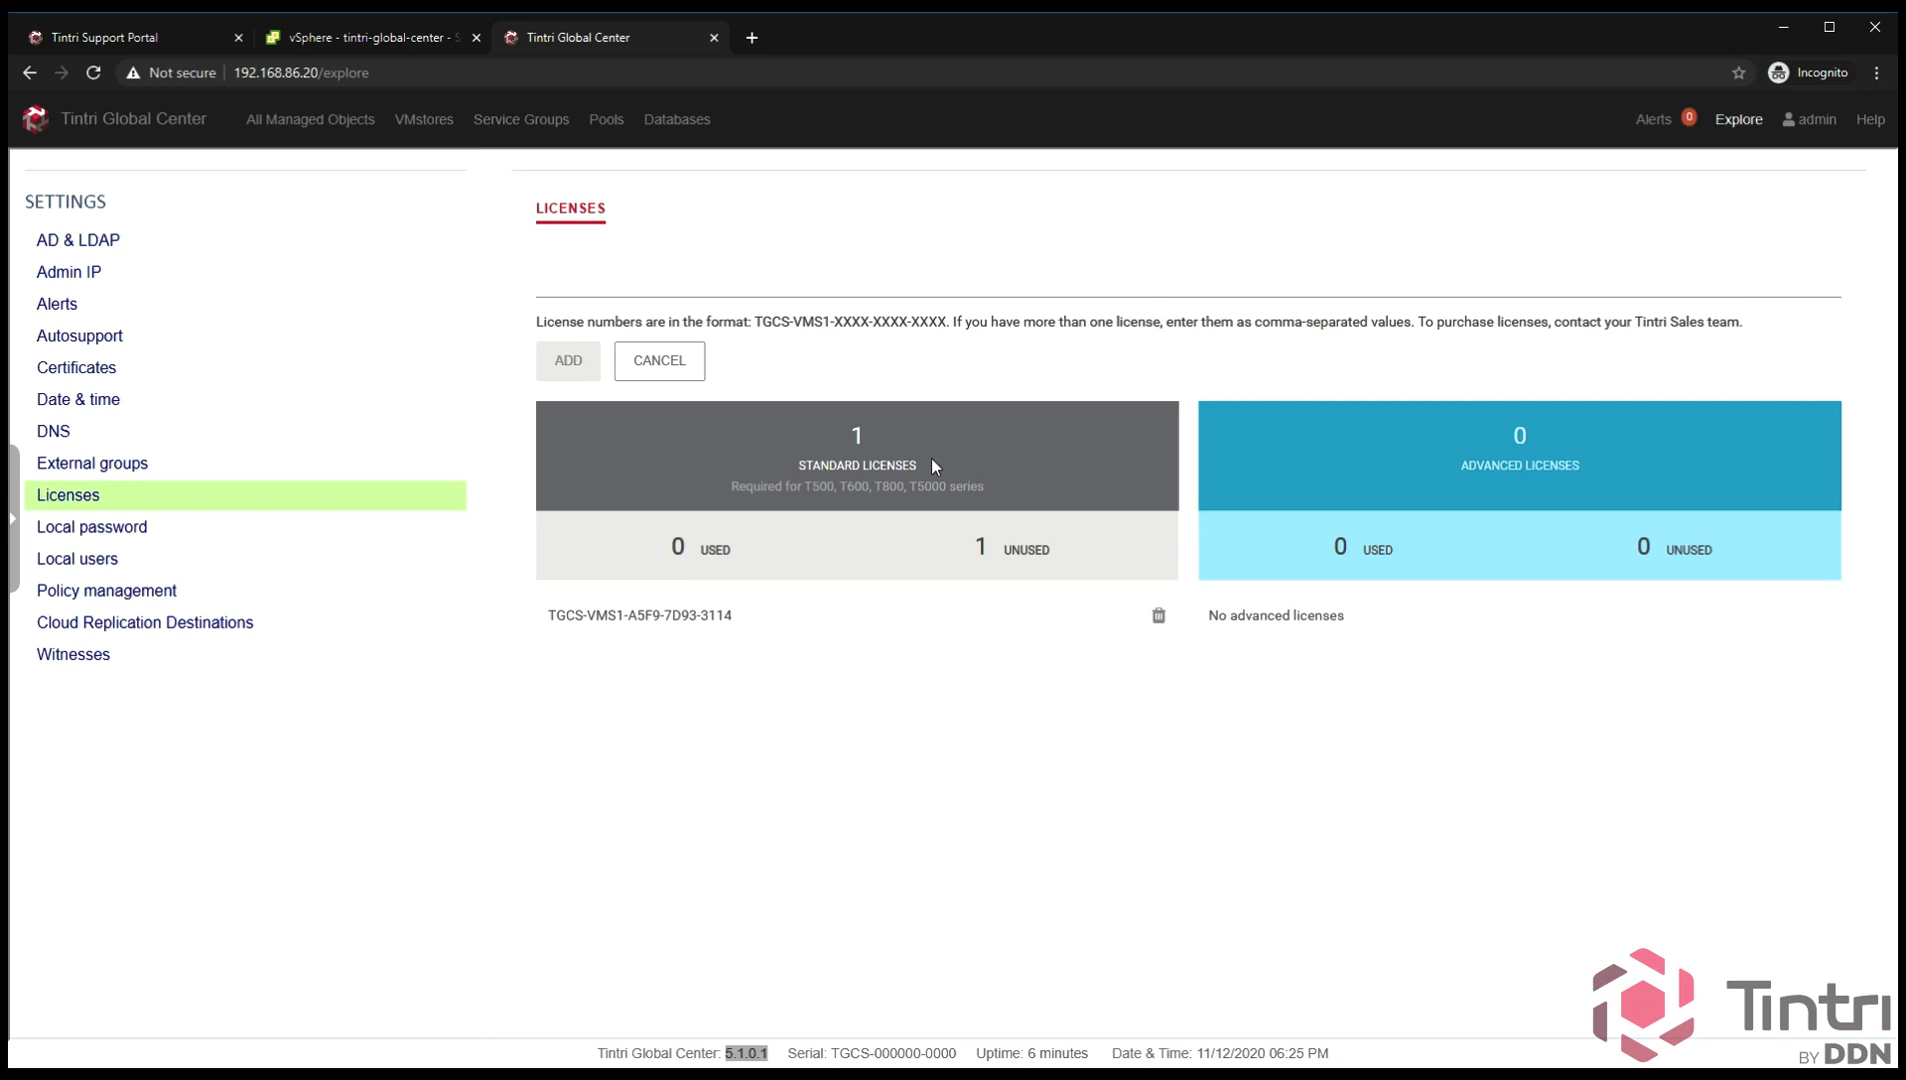 Tintri Support Portal
vSphere - tintri-global-center -
Tintri Global Center
Not secure
192.168.86.20/explore
Incognito
Tintri Global Center
All Managed Objects
VMstores
Service Groups
Pools
Databases
Alerts 0
Explore
admin
Help
SETTINGS
AD & LDAP
Admin IP
Alerts
Autosupport
Certificates
Date & time
DNS
External groups
Licenses
Local password
Local users
Policy management
Cloud Replication Destinations
Witnesses
LICENSES
License numbers are in the format: TGCS-VMS1-XXXX-XXXX-XXXX. If you have more than one license, enter them as comma-separated values. To purchase licenses, contact your Tintri Sales team.
ADD
CANCEL
1
STANDARD LICENSES
Required for T500, T600, T800, T5000 series
0 USED
1 UNUSED
TGCS-VMS1-A5F9-7D93-3114
0
ADVANCED LICENSES
0 USED
0 UNUSED
No advanced licenses
Tintri
BY DDN
Tintri Global Center: 5.1.0.1
Serial: TGCS-000000-0000
Uptime: 6 minutes
Date & Time: 11/12/2020 06:25 PM